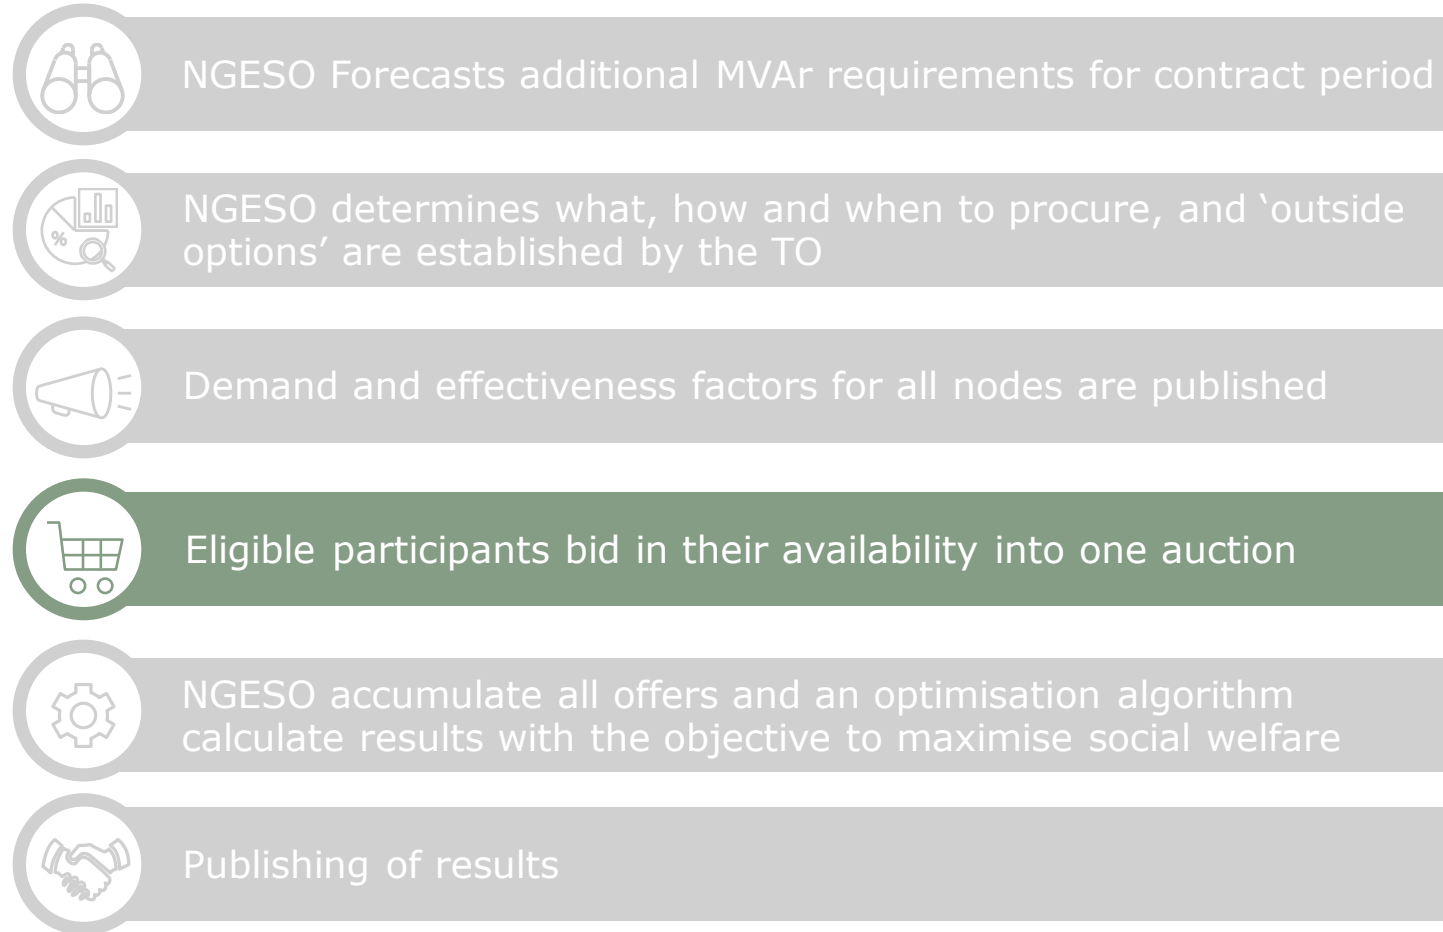 NGESO Forecasts additional MVAr requirements for contract period
%
NGESO determines what, how and when to procure, and ‘outside
options’ are established by the TO
Demand and effectiveness factors for all nodes are published
Eligible participants bid in their availability into one auction
NGESO accumulate all offers and an optimisation algorithm
calculate results with the objective to maximise social welfare
Publishing of results